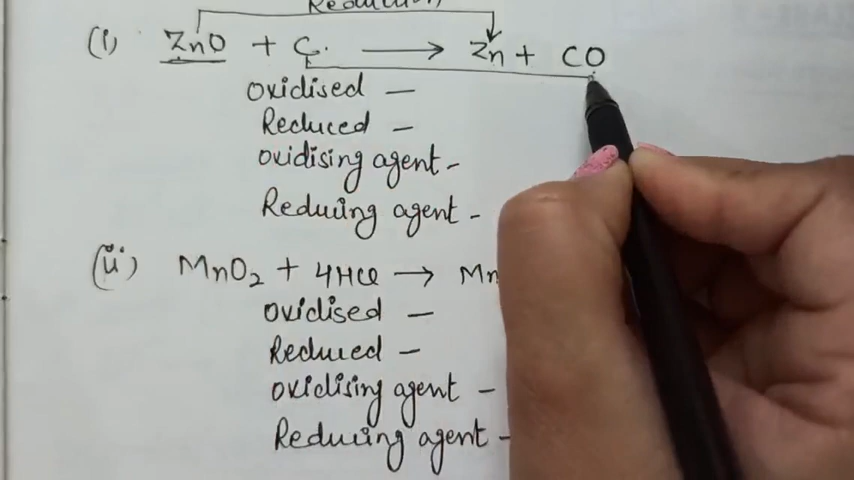 Reduction
(i) ZnO + C. → Zn + CO
Oxidised —
Reduced —
Oxidising agent -
Reducing agent -
(ii) MnO₂ + 4HCl → Mn
Oxidised —
Reduced —
Oxidising agent -
Reducing agent -